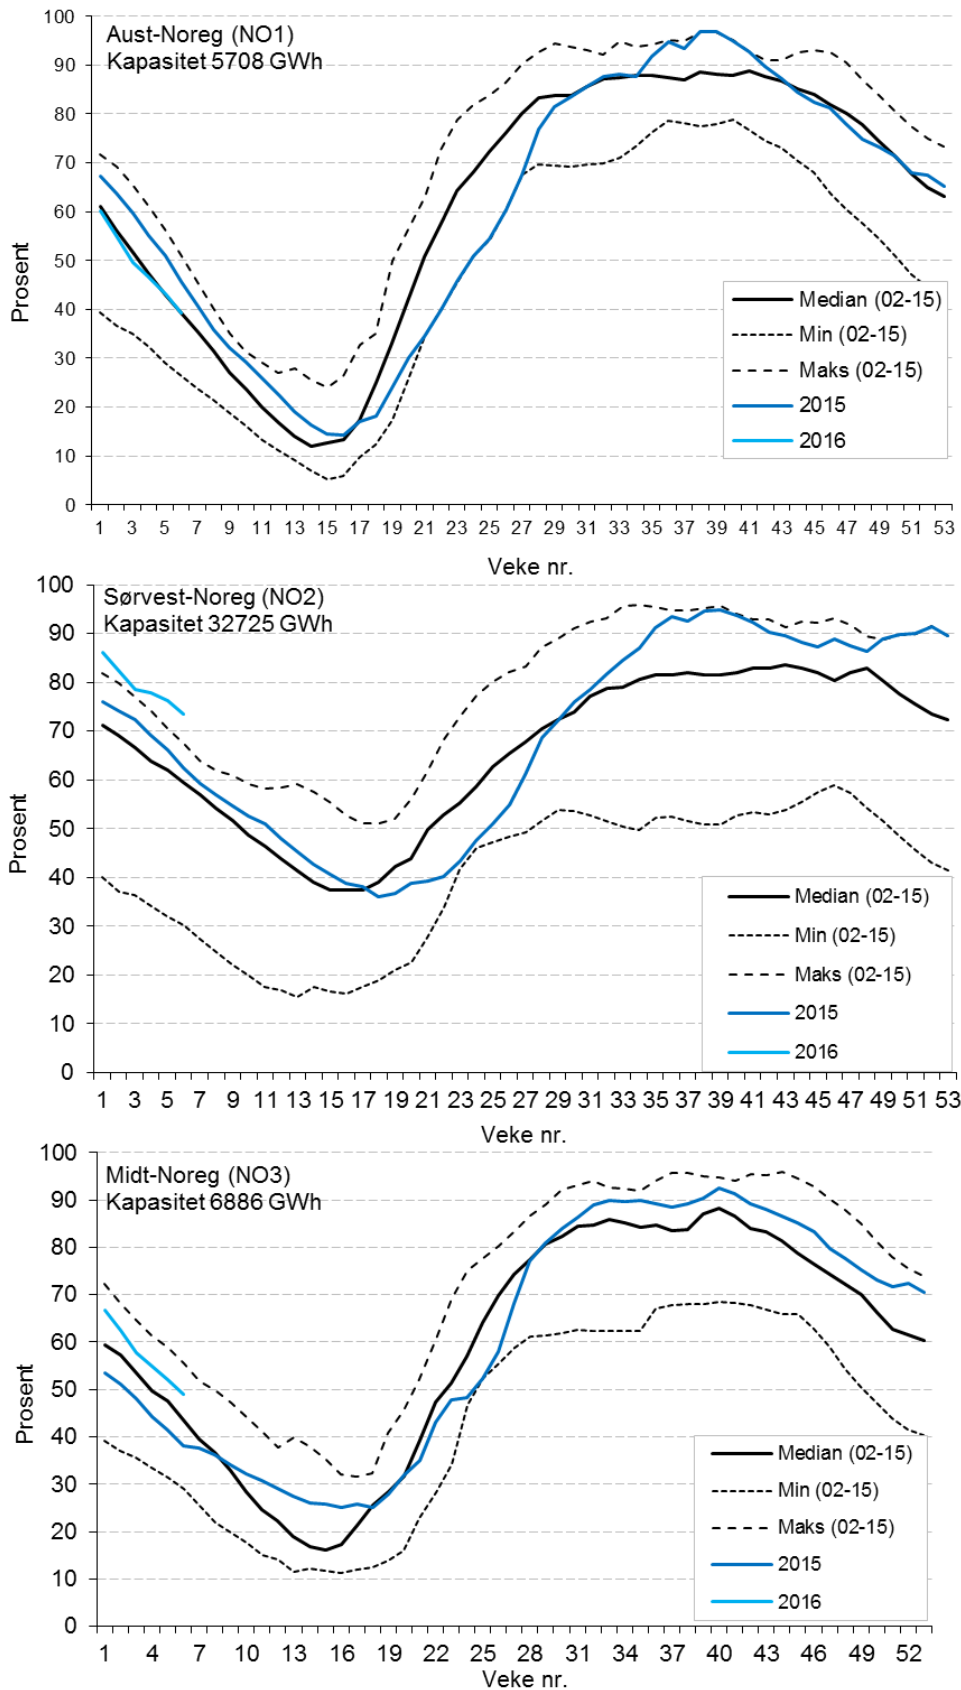 Aust-Noreg (NO1)
Kapasitet 5708 GWh
100
90
80
70
60
50
40
30
20
10
0
Prosent
Median (02-15)
Min (02-15)
Maks (02-15)
2015
2016
1 3 5 7 9 11 13 15 17 19 21 23 25 27 29 31 33 35 37 39 41 43 45 47 49 51 53
Veke nr.
Sørvest-Noreg (NO2)
Kapasitet 32725 GWh
100
90
80
70
60
50
40
30
20
10
0
Prosent
Median (02-15)
Min (02-15)
Maks (02-15)
2015
2016
1 3 5 7 9 11 13 15 17 19 21 23 25 27 29 31 33 35 37 39 41 43 45 47 49 51 53
Veke nr.
Midt-Noreg (NO3)
Kapasitet 6886 GWh
100
90
80
70
60
50
40
30
20
10
0
Prosent
Median (02-15)
Min (02-15)
Maks (02-15)
2015
2016
1 4 7 10 13 16 19 22 25 28 31 34 37 40 43 46 49 52
Veke nr.